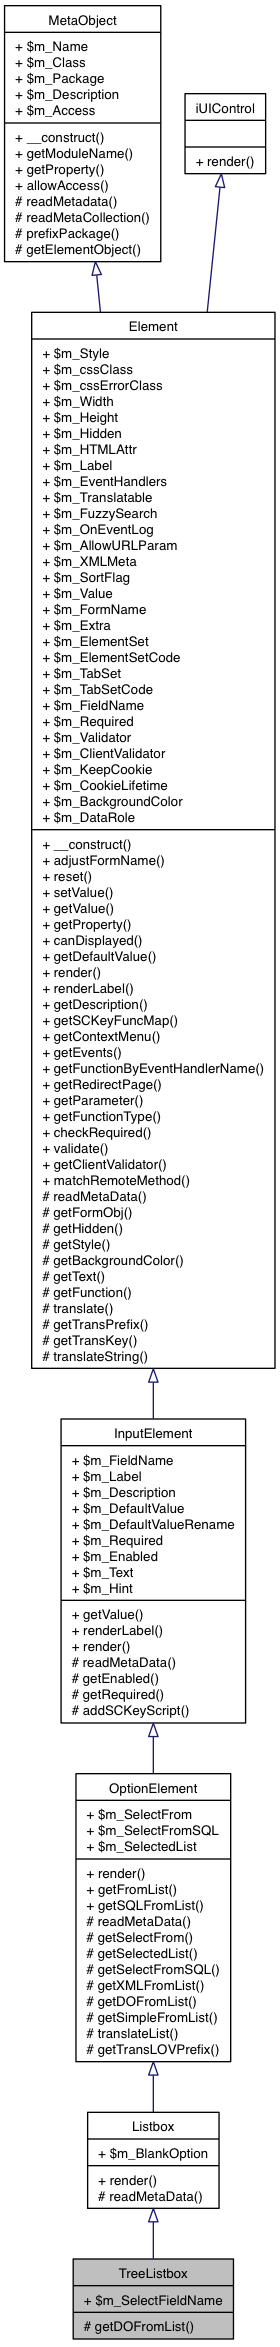 MetaObject
+ $m_Name
+ $m_Class
+ $m_Package
+ $m_Description
+ $m_Access
+ __construct()
+ getModuleName()
+ getProperty()
+ allowAccess()
# readMetadata()
# readMetaCollection()
# prefixPackage()
# getElementObject()
iUIControl
+ render()
Element
+ $m_Style
+ $m_cssClass
+ $m_cssErrorClass
+ $m_Width
+ $m_Height
+ $m_Hidden
+ $m_HTMLAttr
+ $m_Label
+ $m_EventHandlers
+ $m_Translatable
+ $m_FuzzySearch
+ $m_OnEventLog
+ $m_AllowURLParam
+ $m_XMLMeta
+ $m_SortFlag
+ $m_Value
+ $m_FormName
+ $m_Extra
+ $m_ElementSet
+ $m_ElementSetCode
+ $m_TabSet
+ $m_TabSetCode
+ $m_FieldName
+ $m_Required
+ $m_Validator
+ $m_ClientValidator
+ $m_KeepCookie
+ $m_CookieLifetime
+ $m_BackgroundColor
+ $m_DataRole
+ __construct()
+ adjustFormName()
+ reset()
+ setValue()
+ getValue()
+ getProperty()
+ canDisplayed()
+ getDefaultValue()
+ render()
+ renderLabel()
+ getDescription()
+ getSCKeyFuncMap()
+ getContextMenu()
+ getEvents()
+ getFunctionByEventHandlerName()
+ getRedirectPage()
+ getParameter()
+ getFunctionType()
+ checkRequired()
+ validate()
+ getClientValidator()
+ matchRemoteMethod()
# readMetaData()
# getFormObj()
# getHidden()
# getStyle()
# getBackgroundColor()
# getText()
# getFunction()
# translate()
# getTransPrefix()
# getTransKey()
# translateString()
InputElement
+ $m_FieldName
+ $m_Label
+ $m_Description
+ $m_DefaultValue
+ $m_DefaultValueRename
+ $m_Required
+ $m_Enabled
+ $m_Text
+ $m_Hint
+ getValue()
+ renderLabel()
+ render()
# readMetaData()
# getEnabled()
# getRequired()
# addSCKeyScript()
OptionElement
+ $m_SelectFrom
+ $m_SelectFromSQL
+ $m_SelectedList
+ render()
+ getFromList()
+ getSQLFromList()
# readMetaData()
# getSelectFrom()
# getSelectedList()
# getSelectFromSQL()
# getXMLFromList()
# getDOFromList()
# getSimpleFromList()
# translateList()
# getTransLOVPrefix()
Listbox
+ $m_BlankOption
+ render()
# readMetaData()
TreeListbox
+ $m_SelectFieldName
# getDOFromList()